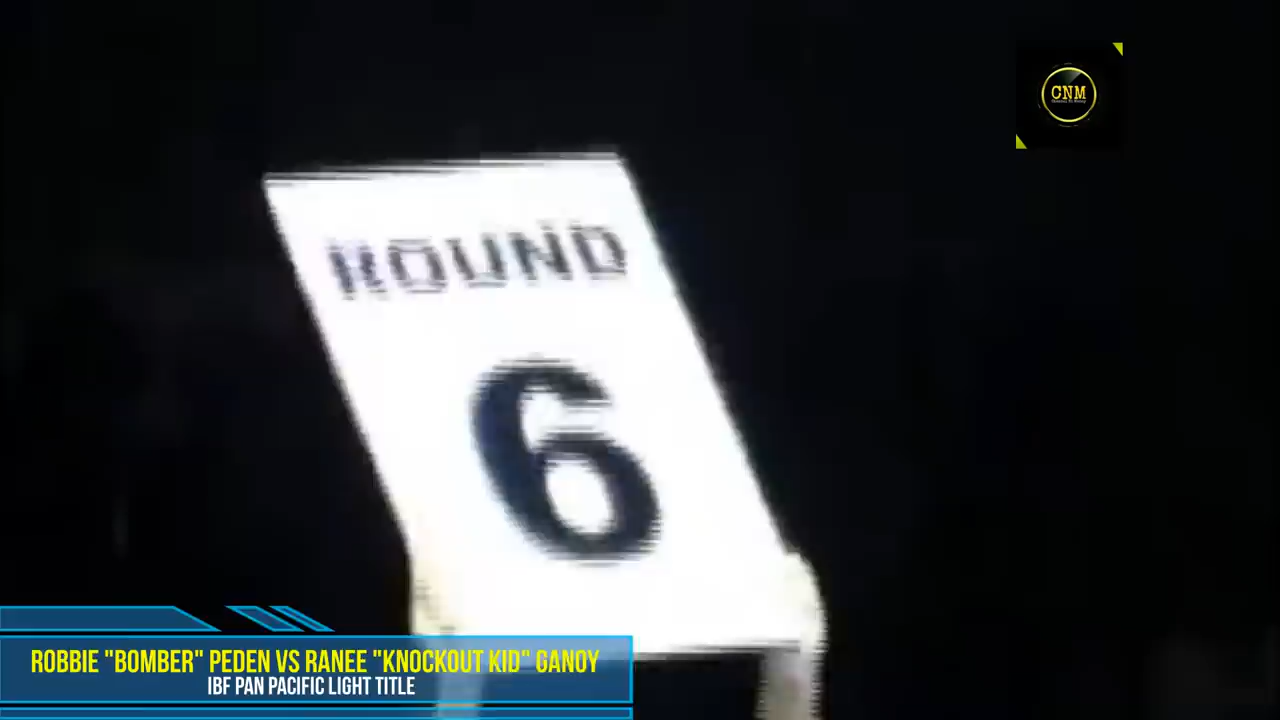 CNM
ROUND
6
ROBBIE "BOMBER" PEDEN VS RANEE "KNOCKOUT KID" GANOY
IBF PAN PACIFIC LIGHT TITLE